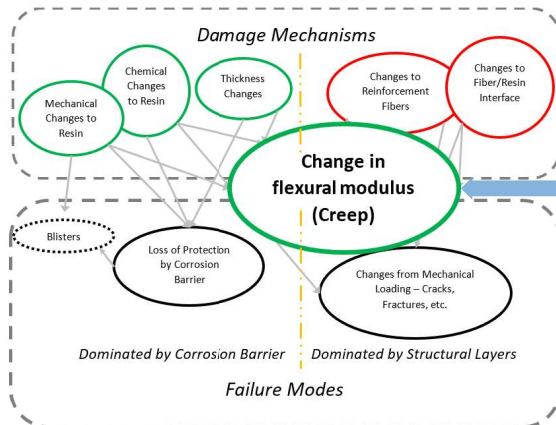 Damage Mechanisms
Mechanical
Changes to
Resin
Chemical
Changes
to Resin
Thickness
Changes
Changes to
Reinforcement
Fibers
Changes to
Fiber/Resin
Interface
Change in
flexural modulus
(Creep)
Blisters
Loss of Protection
by Corrosion
Barrier
Changes from Mechanical
Loading – Cracks,
Fractures, etc.
Dominated by Corrosion Barrier
Dominated by Structural Layers
Failure Modes